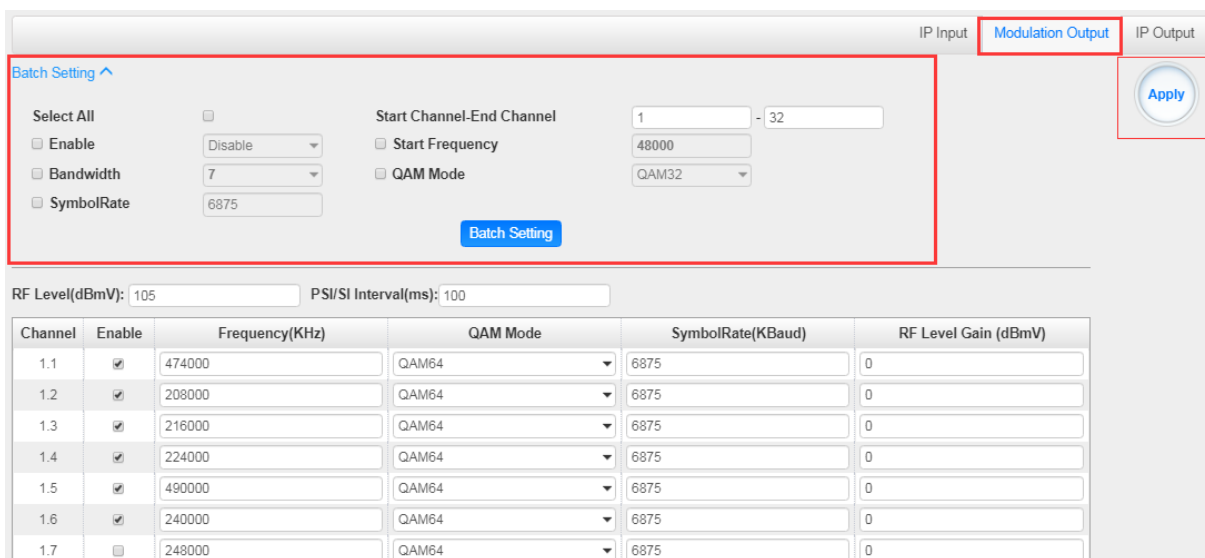 IP Input Modulation Output IP Output
Batch Setting
Apply
Select All Start Channel-End Channel 1 - 32
Enable Disable Start Frequency 48000
Bandwidth 7 QAM Mode QAM32
SymbolRate 6875
Batch Setting
RF Level(dBmV): 105 PSI/SI Interval(ms): 100
Channel Enable Frequency(KHz) QAM Mode SymbolRate(KBaud) RF Level Gain (dBmV)
1.1 474000 QAM64 6875 0
1.2 208000 QAM64 6875 0
1.3 216000 QAM64 6875 0
1.4 224000 QAM64 6875 0
1.5 490000 QAM64 6875 0
1.6 240000 QAM64 6875 0
1.7 248000 QAM64 6875 0